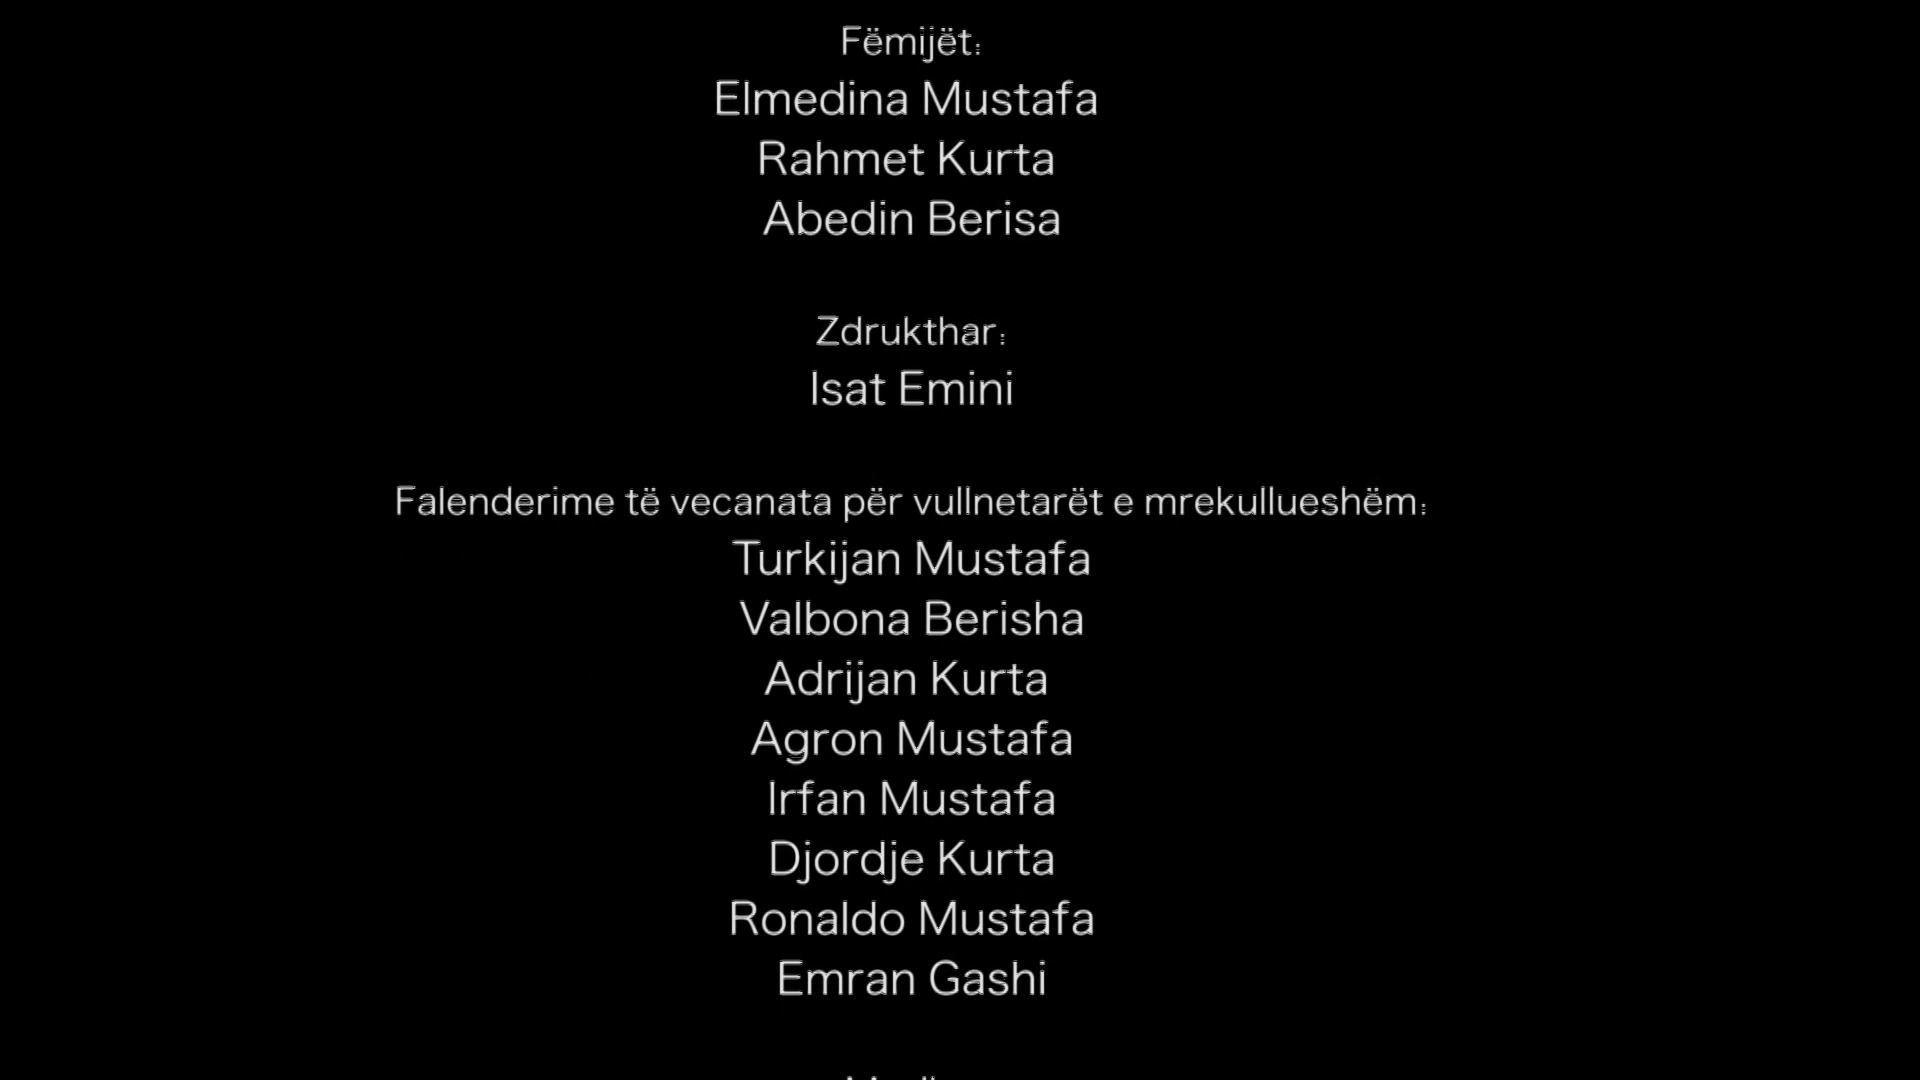 Fëmijët:
Elmedina Mustafa
Rahmet Kurta
Abedin Berisa
Zdrukthar:
Isat Emini
Falenderime të vecanata për vullnetarët e mrekullueshëm:
Turkijan Mustafa
Valbona Berisha
Adrijan Kurta
Agron Mustafa
Irfan Mustafa
Djordje Kurta
Ronaldo Mustafa
Emran Gashi